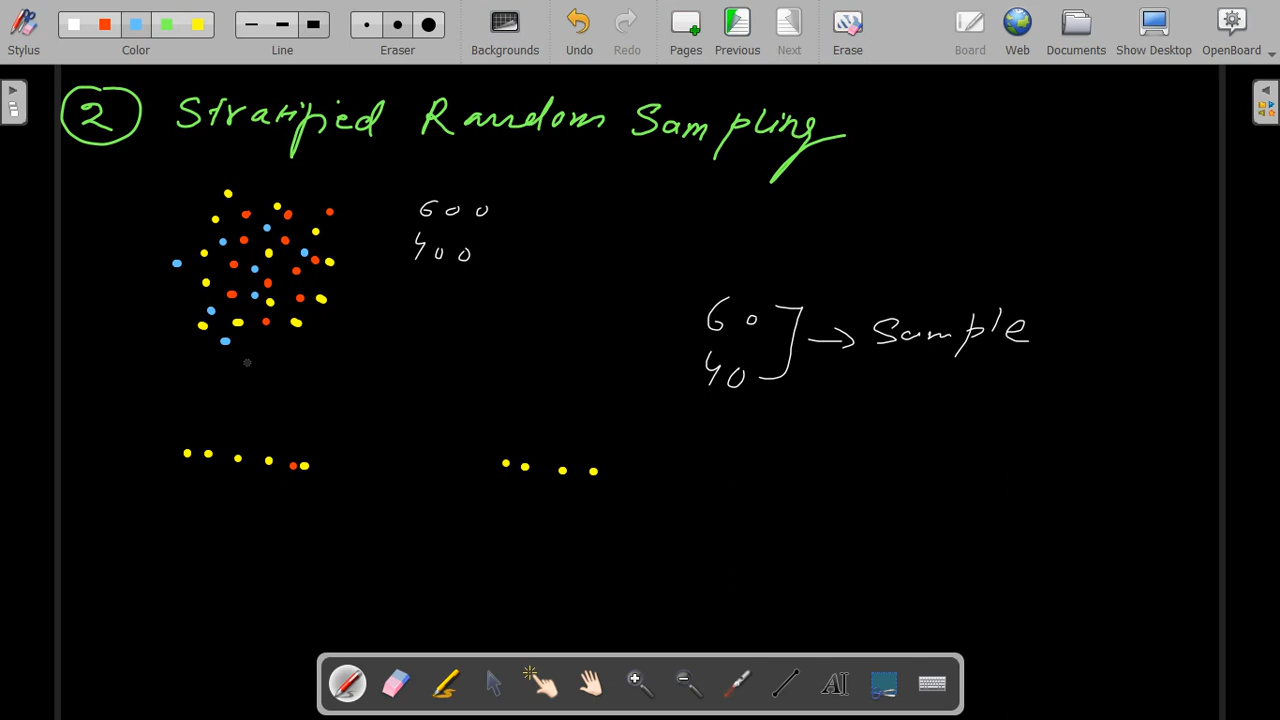 Stylus
Color
Line
Eraser
Backgrounds
Undo
Redo
Pages
Previous
Next
Erase
Board
Web
Documents
Show Desktop
OpenBoard
2 Stratified Random Sampling
600
400
60
40
→ Sample
AI